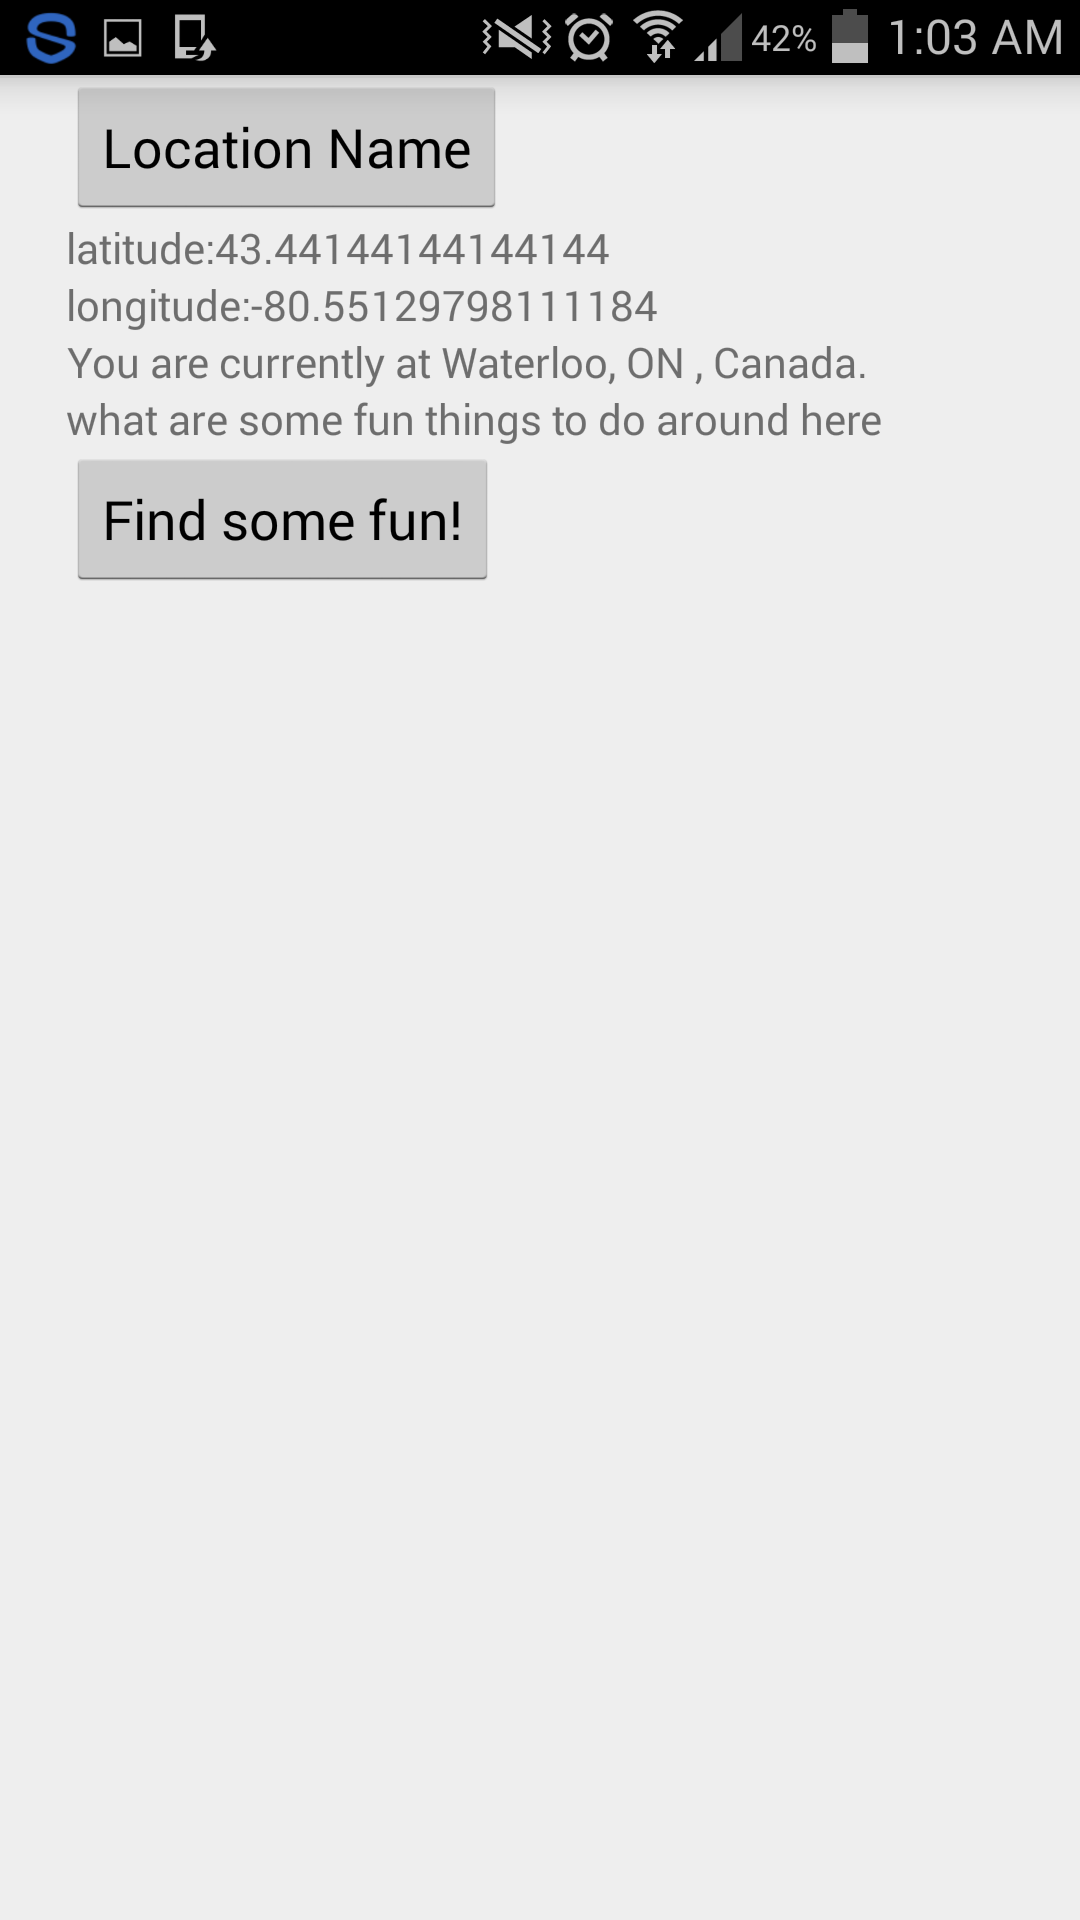 42% 1:03 AM
Location Name
latitude:43.44144144144144
longitude:-80.55129798111184
You are currently at Waterloo, ON , Canada.
what are some fun things to do around here
Find some fun!